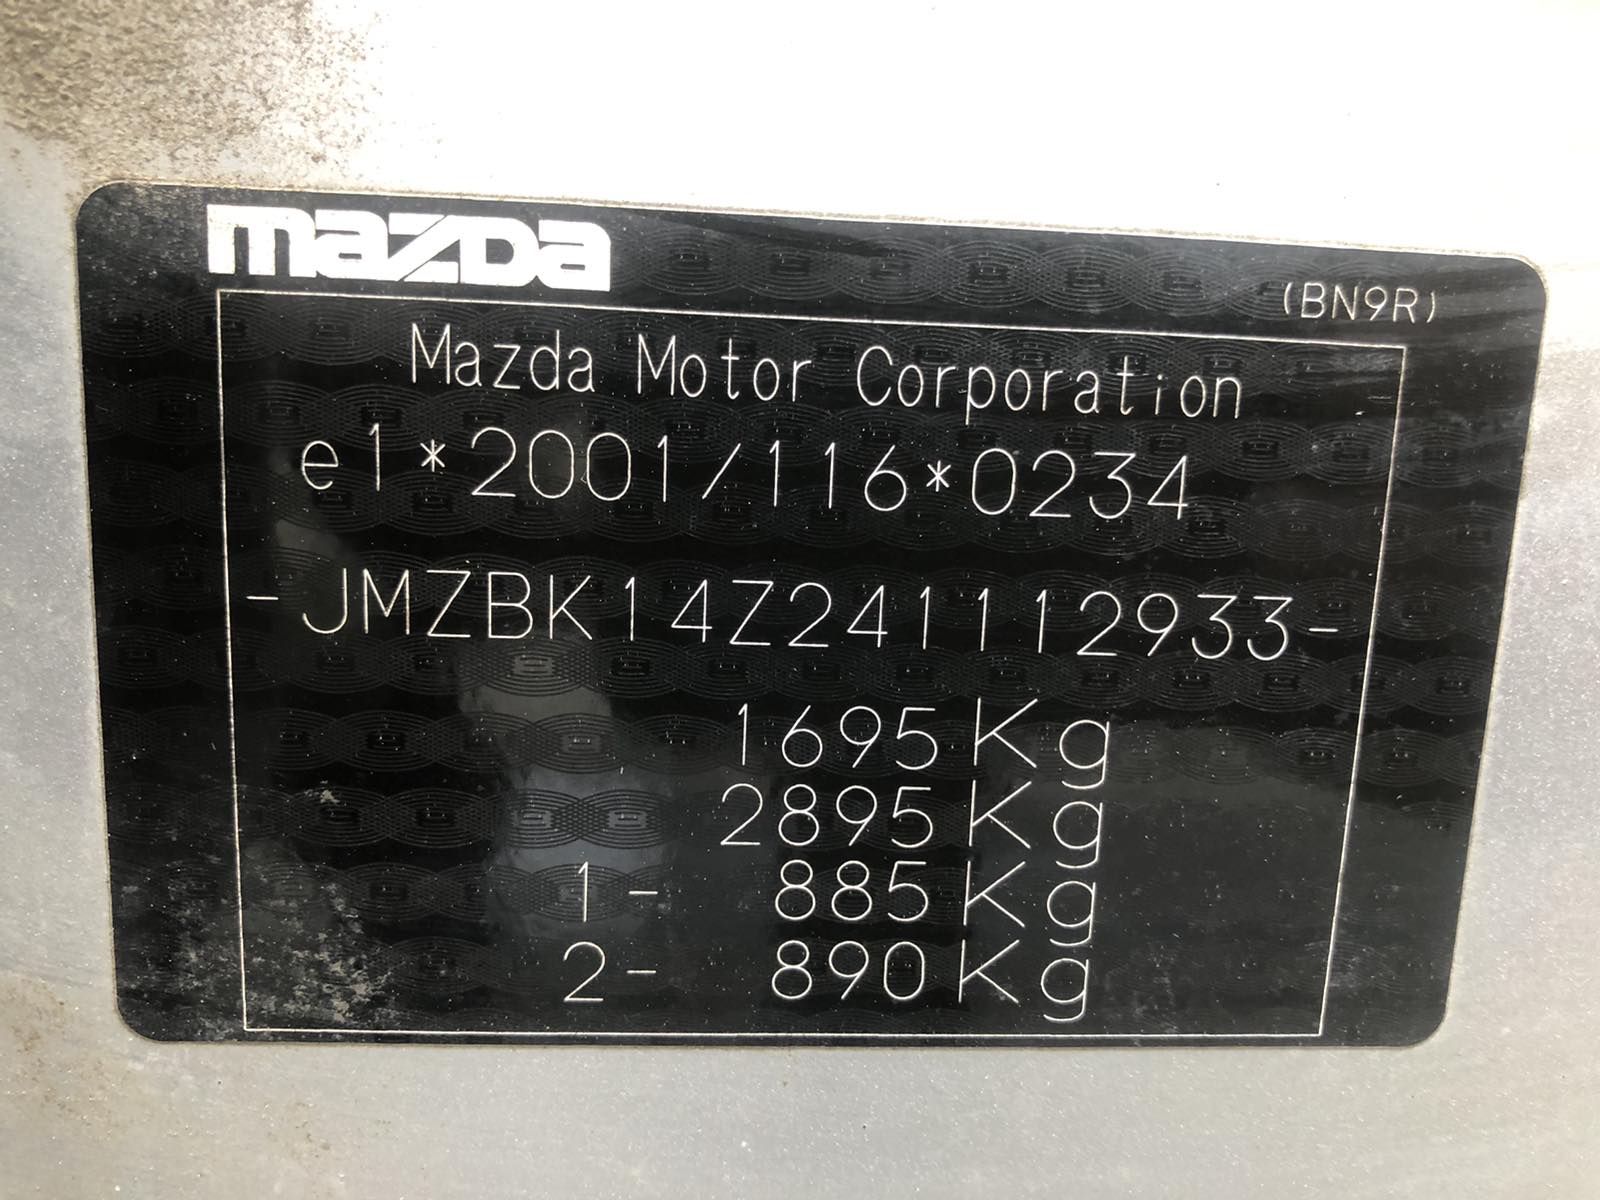 mazda
(BN9R)
Mazda Motor Corporation
e1*2001/116*0234
-JMZBK14Z241112933-
1695Kg
2895Kg
1- 885Kg
2- 890Kg